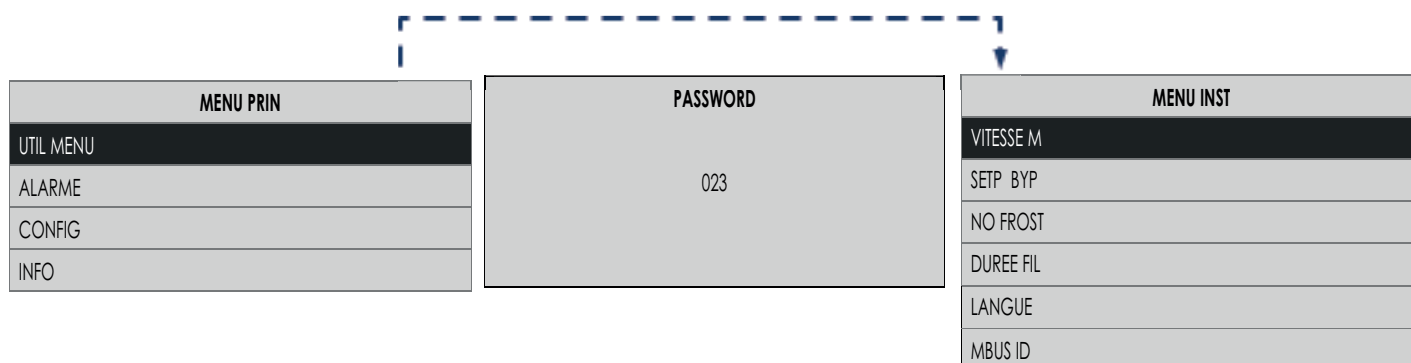 MENU PRIN
UTIL MENU
ALARME
CONFIG
INFO
PASSWORD
023
MENU INST
VITESSE M
SETP BYP
NO FROST
DUREE FIL
LANGUE
MBUS ID